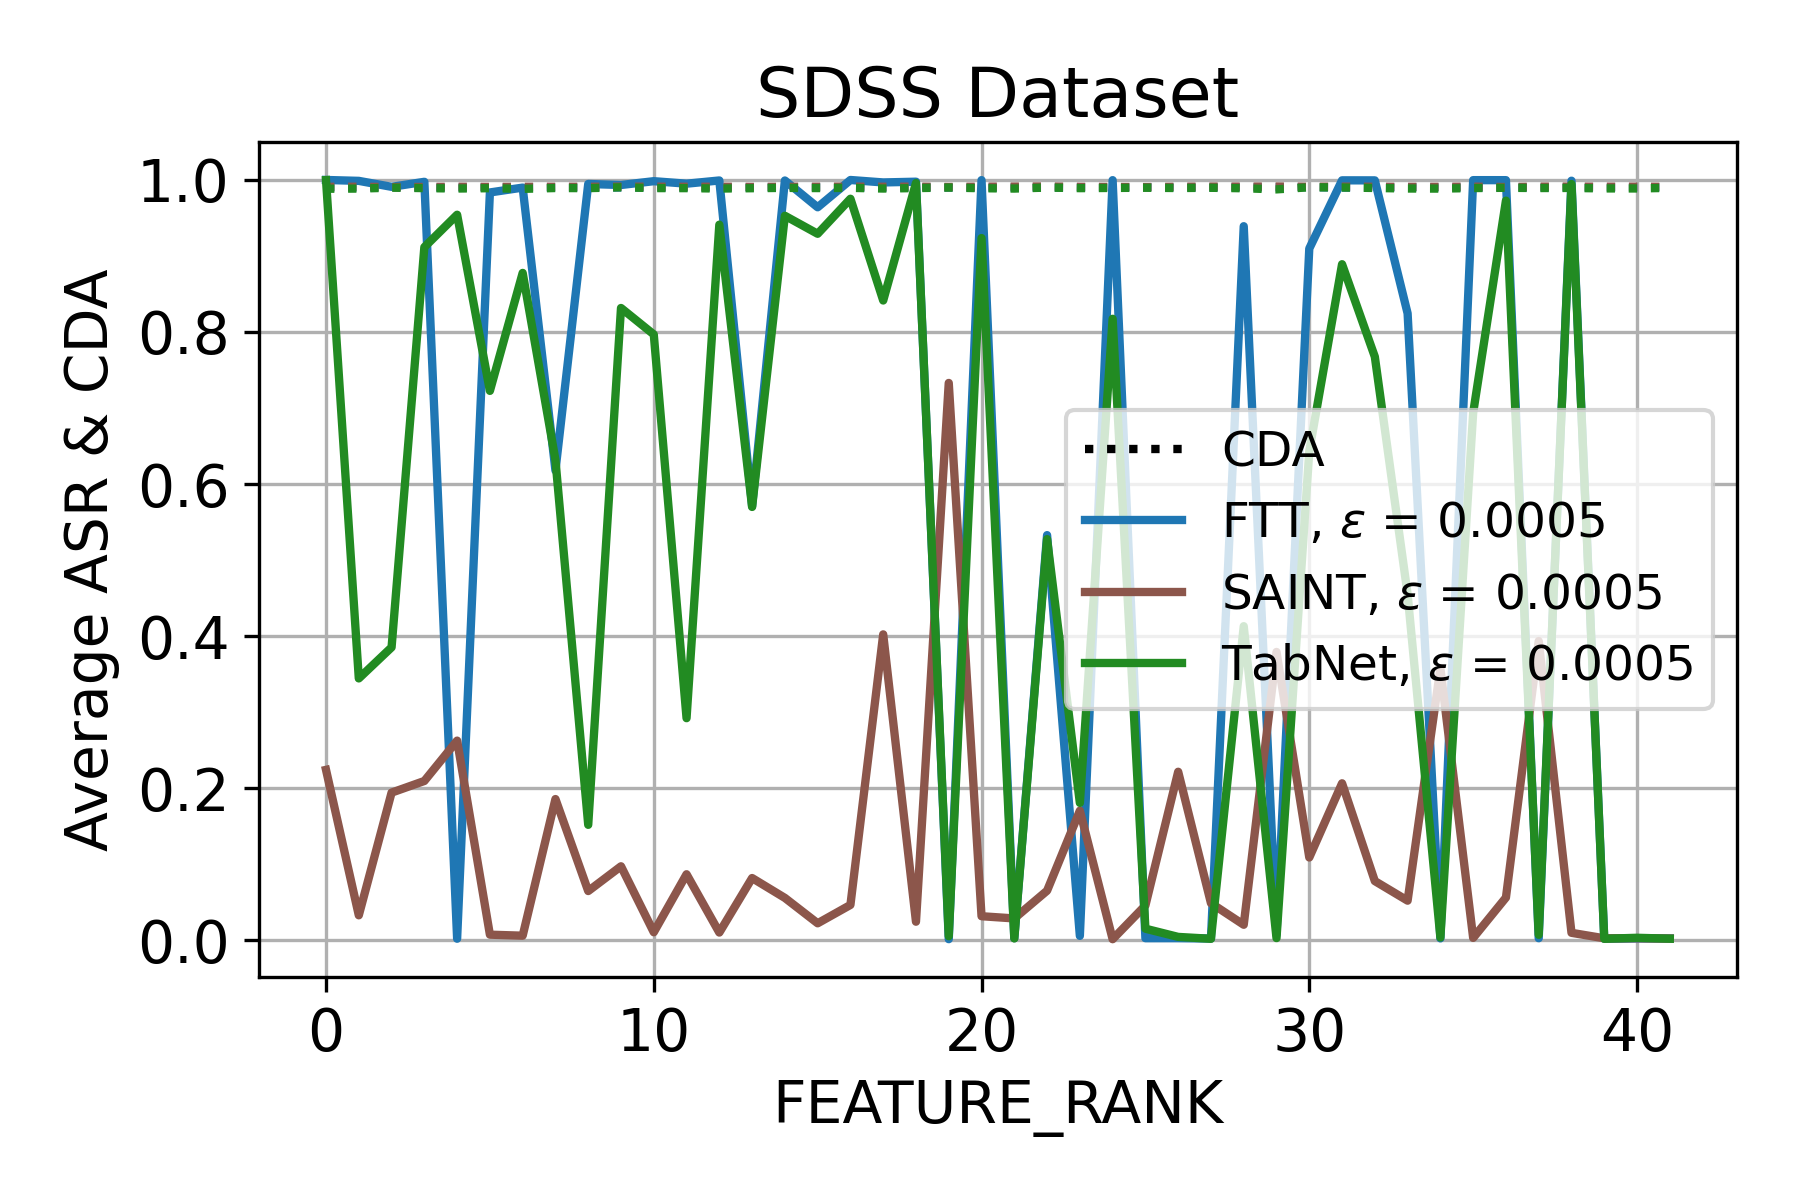 SDSS Dataset
Average ASR & CDA
1.0
0.8
0.6
0.4
0.2
0.0
CDA
FTT, ε = 0.0005
SAINT, ε = 0.0005
TabNet, ε = 0.0005
0 10 20 30 40
FEATURE_RANK